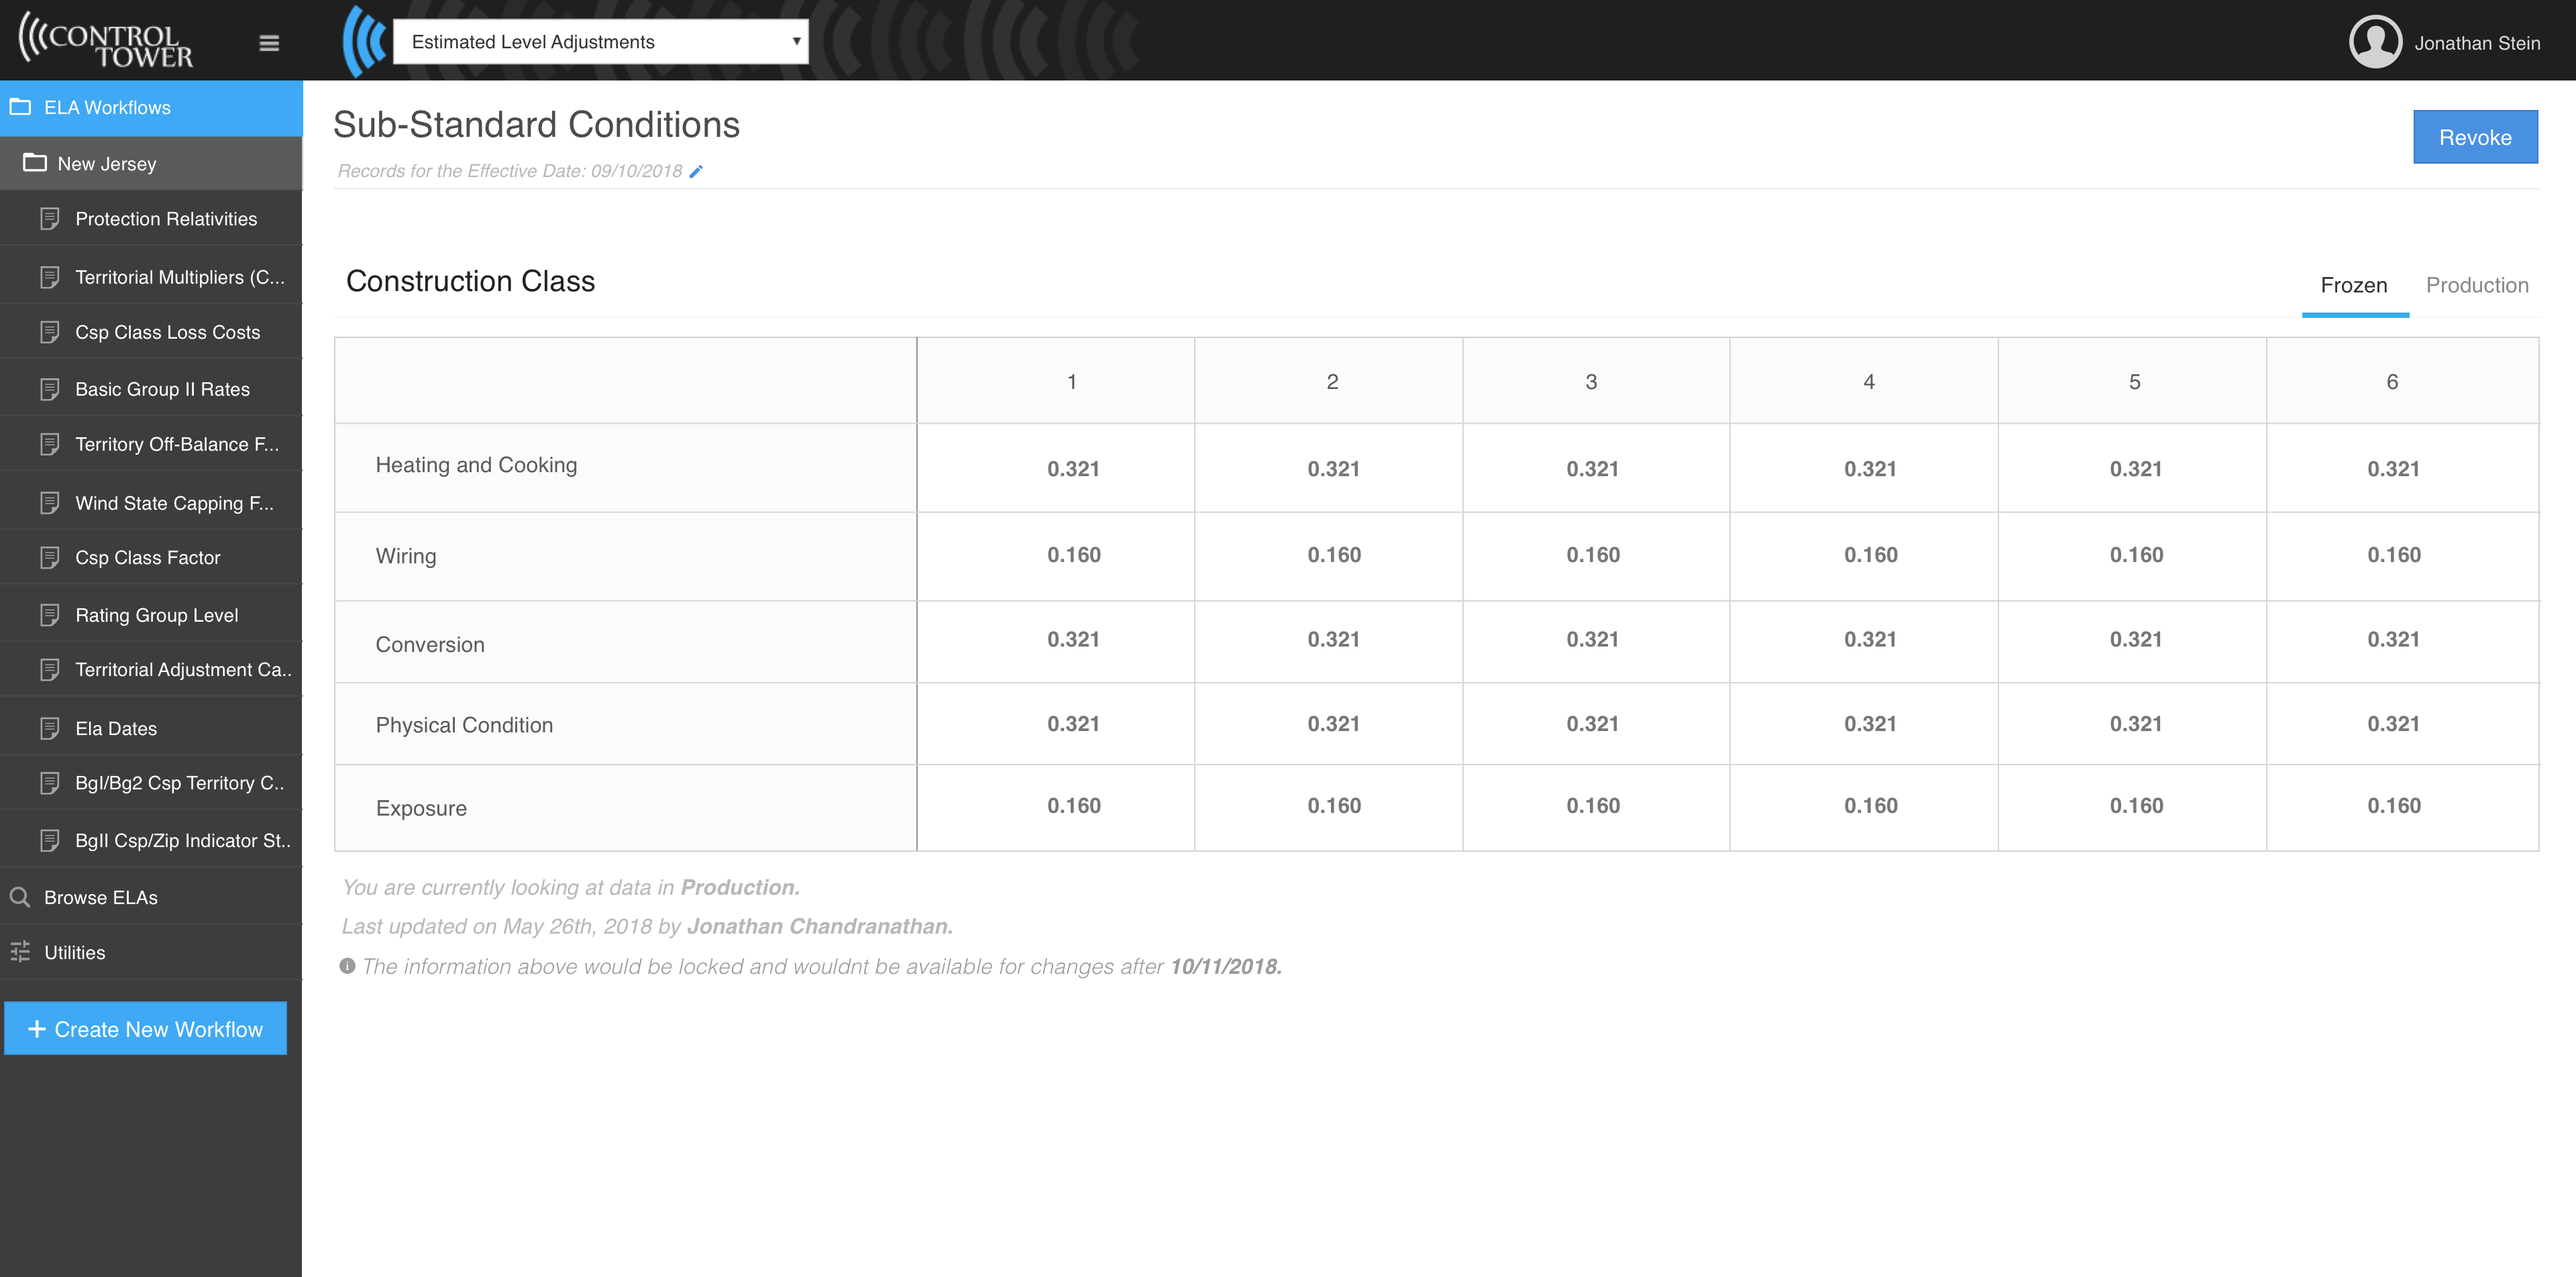 CONTROL
TOWER
Estimated Level Adjustments
Jonathan Stein
ELA Workflows
New Jersey
Protection Relativities
Territorial Multipliers (C...
Csp Class Loss Costs
Basic Group II Rates
Territory Off-Balance F...
Wind State Capping F...
Csp Class Factor
Rating Group Level
Territorial Adjustment Ca..
Ela Dates
BgI/Bg2 Csp Territory C..
BgII Csp/Zip Indicator St..
Browse ELAs
Utilities
+ Create New Workflow
Sub-Standard Conditions
Revoke
Records for the Effective Date: 09/10/2018
Construction Class
Frozen Production
1 2 3 4 5 6
Heating and Cooking 0.321 0.321 0.321 0.321 0.321 0.321
Wiring 0.160 0.160 0.160 0.160 0.160 0.160
Conversion 0.321 0.321 0.321 0.321 0.321 0.321
Physical Condition 0.321 0.321 0.321 0.321 0.321 0.321
Exposure 0.160 0.160 0.160 0.160 0.160 0.160
You are currently looking at data in Production.
Last updated on May 26th, 2018 by Jonathan Chandranathan.
The information above would be locked and wouldnt be available for changes after 10/11/2018.